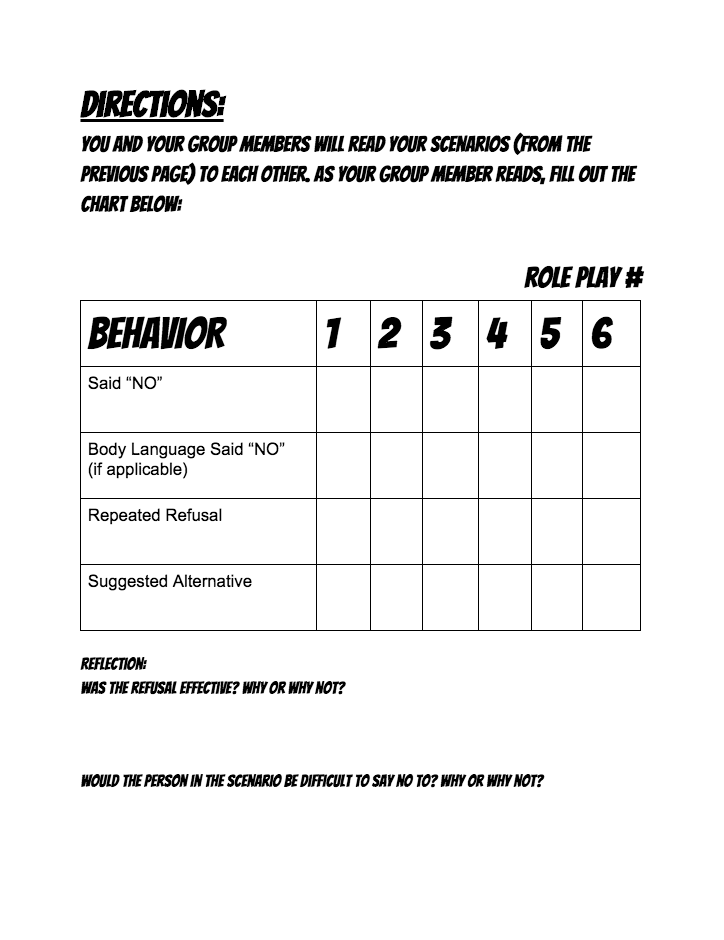 DIRECTIONS:
YOU AND YOUR GROUP MEMBERS WILL READ YOUR SCENARIOS (FROM THE
PREVIOUS PAGE) TO EACH OTHER. AS YOUR GROUP MEMBER READS, FILL OUT THE
CHART BELOW:
ROLE PLAY #
BEHAVIOR 1 2 3 4 5 6
Said “NO”
Body Language Said “NO”
(if applicable)
Repeated Refusal
Suggested Alternative
REFLECTION:
WAS THE REFUSAL EFFECTIVE? WHY OR WHY NOT?
WOULD THE PERSON IN THE SCENARIO BE DIFFICULT TO SAY NO TO? WHY OR WHY NOT?